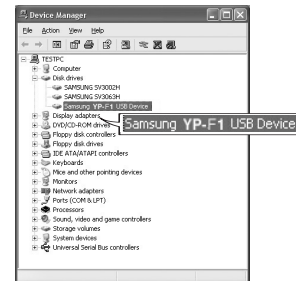 Device Manager
File Action View Help
TESTPC
Computer
Disk drives
SAMSUNG SV3002H
SAMSUNG SV3063H
Samsung YP-F1 USB Device
Display adapters
Samsung YP-F1 USB Device
DVD/CD-ROM drives
Floppy disk controllers
Floppy disk drives
IDE ATA/ATAPI controllers
Keyboards
Mice and other pointing devices
Monitors
Network adapters
Ports (COM & LPT)
Processors
Sound, video and game controllers
Storage volumes
System devices
Universal Serial Bus controllers